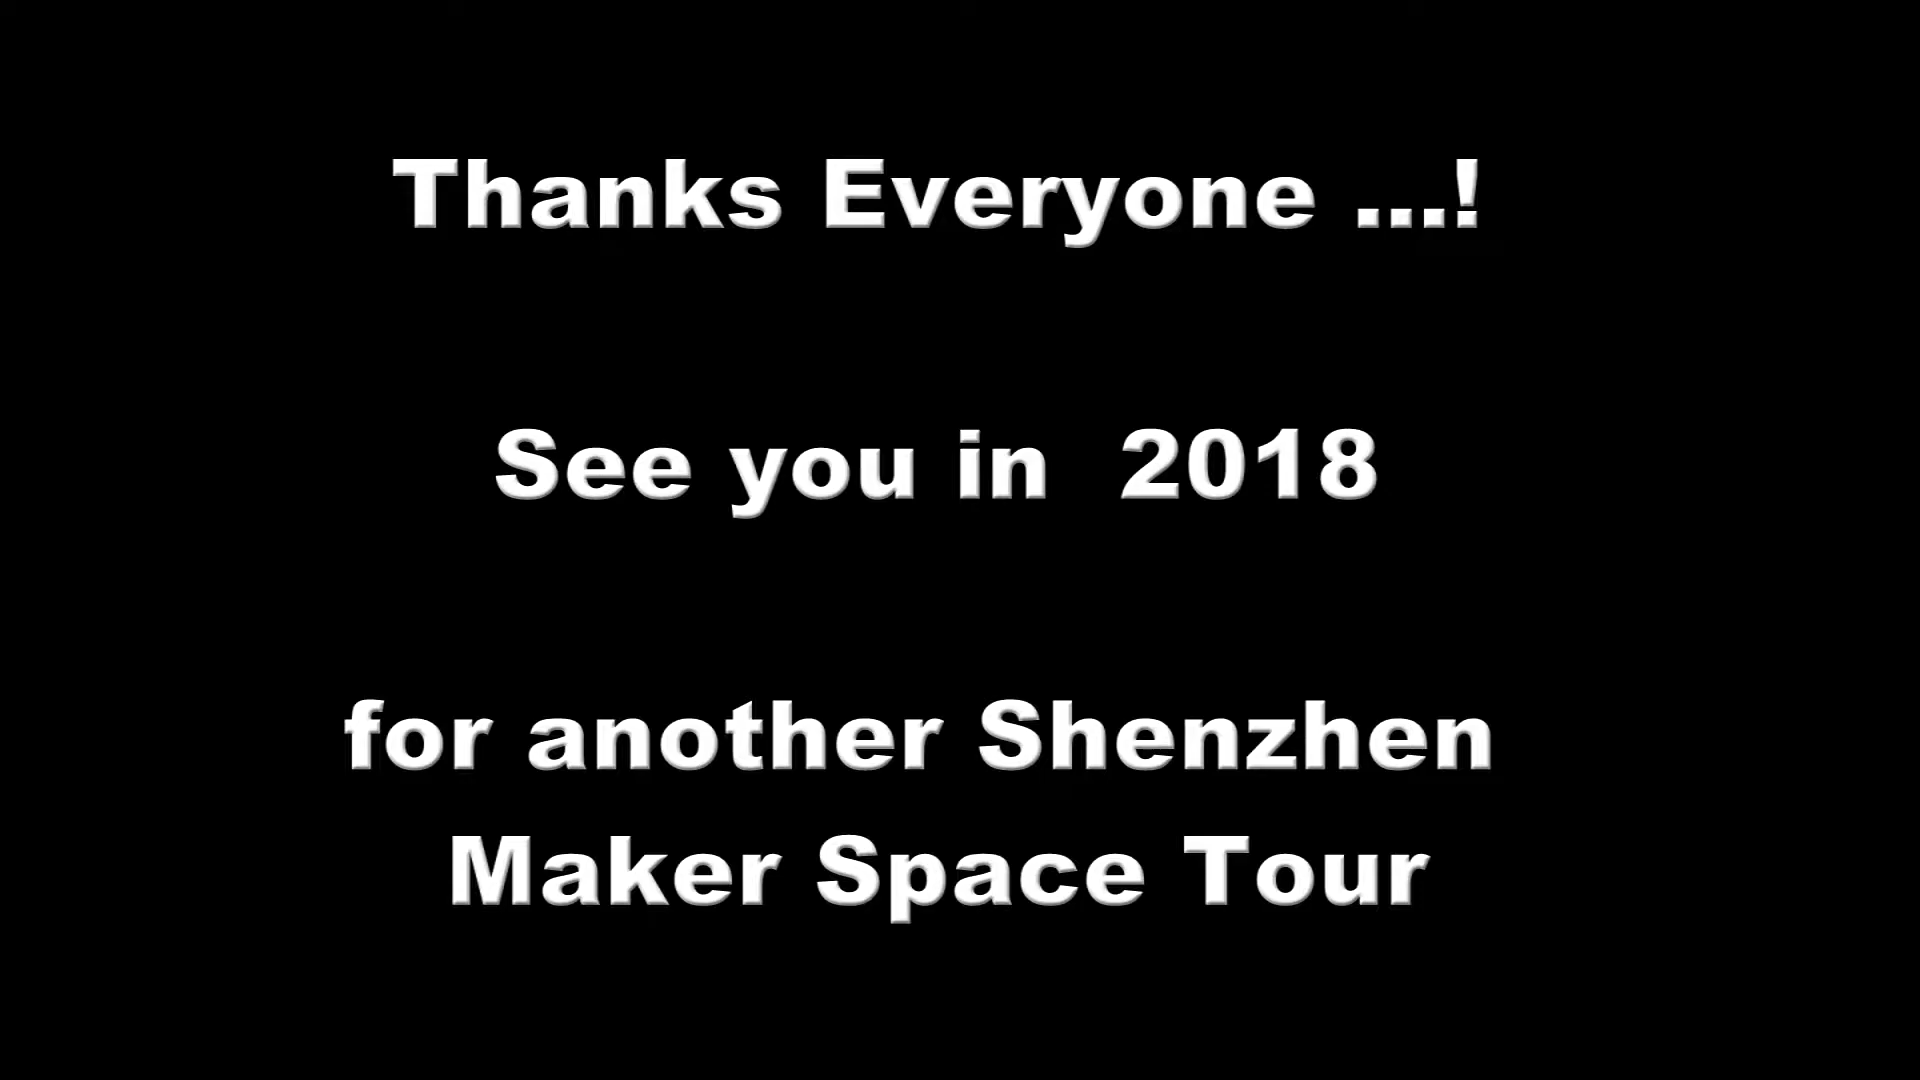 Thanks Everyone ...!
See you in  2018
for another Shenzhen
Maker Space Tour